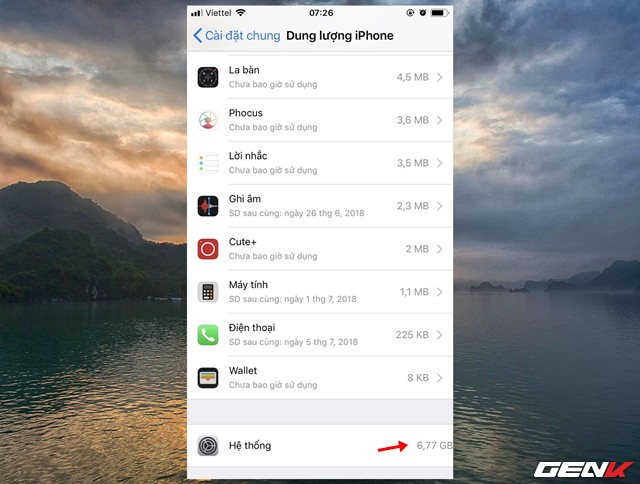 Viettel 07:26
Cài đặt chung Dung lượng iPhone
La bàn
Chưa bao giờ sử dụng
4,5 MB
Phocus
Chưa bao giờ sử dụng
3,6 MB
Lời nhắc
Chưa bao giờ sử dụng
3,5 MB
Ghi âm
SD sau cùng: ngày 26 thg 6, 2018
2,3 MB
Cute+
Chưa bao giờ sử dụng
2 MB
Máy tính
SD sau cùng: ngày 1 thg 7, 2018
1,1 MB
Điện thoại
SD sau cùng: ngày 5 thg 7, 2018
225 KB
Wallet
Chưa bao giờ sử dụng
8 KB
Hệ thống
6,77 GB
GENK